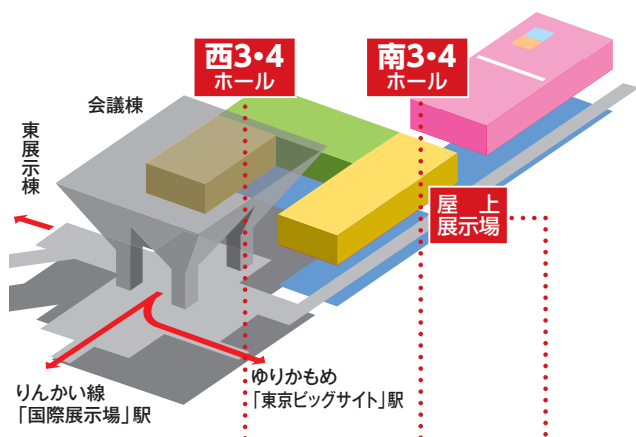 西3・4
ホール
南3・4
ホール
会議棟
東展示棟
屋上
展示場
りんかい線
「国際展示場」駅
ゆりかもめ
「東京ビッグサイト」駅